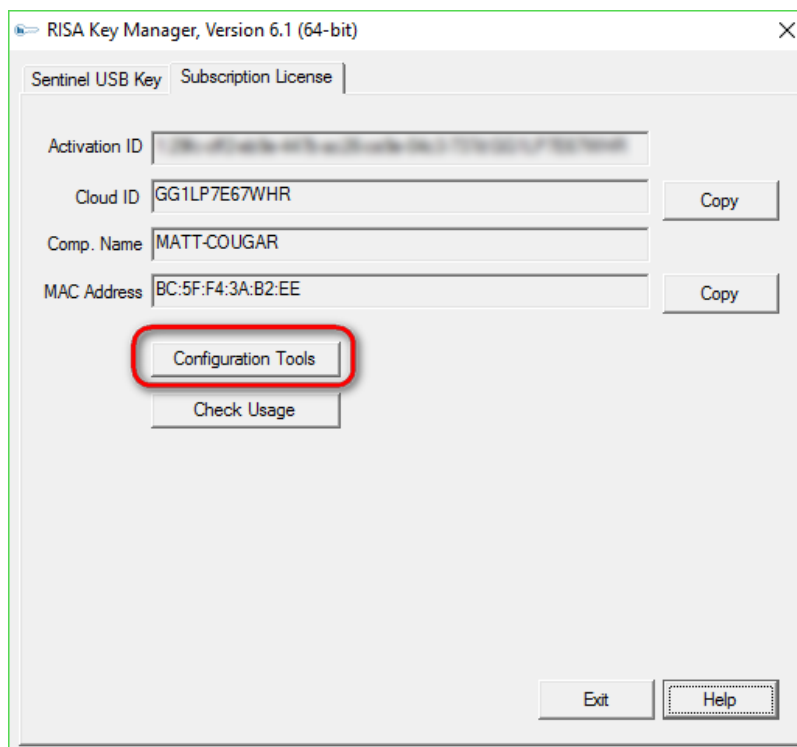 RISA Key Manager, Version 6.1 (64-bit)
Sentinel USB Key Subscription License
Activation ID
Cloud ID GG1LP7E67WHR Copy
Comp. Name MATT-COUGAR
MAC Address BC:5F:F4:3A:B2:EE Copy
Configuration Tools
Check Usage
Exit Help